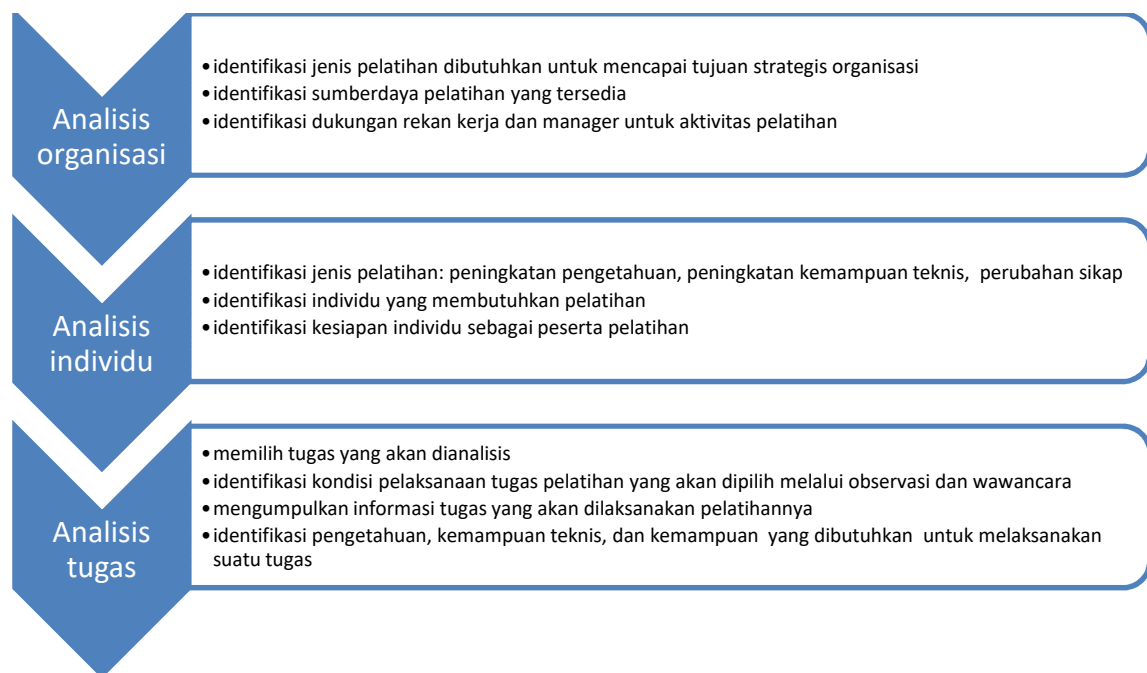 Analisis
organisasi
•identifikasi jenis pelatihan dibutuhkan untuk mencapai tujuan strategis organisasi
•identifikasi sumberdaya pelatihan yang tersedia
•identifikasi dukungan rekan kerja dan manager untuk aktivitas pelatihan
Analisis
individu
•identifikasi jenis pelatihan: peningkatan pengetahuan, peningkatan kemampuan teknis, perubahan sikap
•identifikasi individu yang membutuhkan pelatihan
•identifikasi kesiapan individu sebagai peserta pelatihan
Analisis
tugas
•memilih tugas yang akan dianalisis
•identifikasi kondisi pelaksanaan tugas pelatihan yang akan dipilih melalui observasi dan wawancara
•mengumpulkan informasi tugas yang akan dilaksanakan pelatihannya
•identifikasi pengetahuan, kemampuan teknis, dan kemampuan yang dibutuhkan untuk melaksanakan
suatu tugas